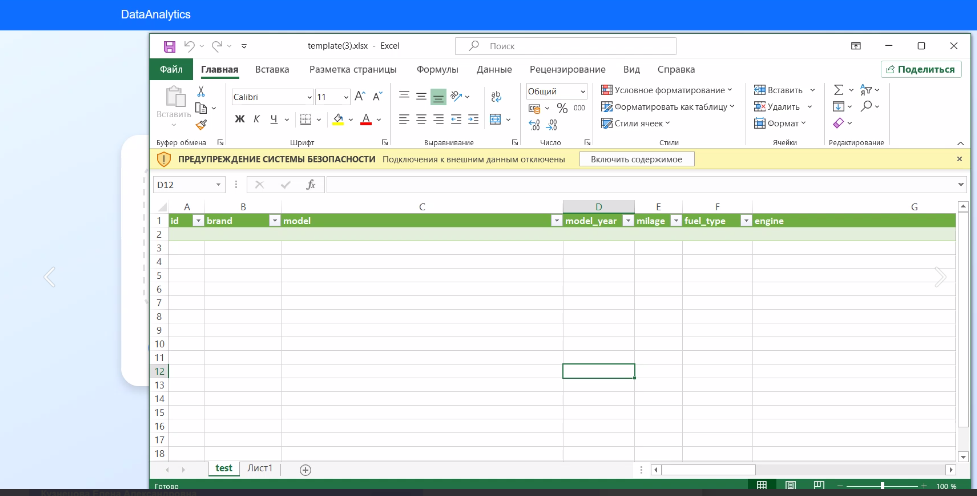 DataAnalytics
template(3).xlsx - Excel
Поиск
Файл Главная Вставка Разметка страницы Формулы Данные Рецензирование Вид Справка Поделиться
Вставить
Calibri 11
Ж К Ч
Общий
% 000
Условное форматирование
Форматировать как таблицу
Стили ячеек
Вставить
Удалить
Формат
Буфер обмена Шрифт Выравнивание Число Стили Ячейки Редактирование
ПРЕДУПРЕЖДЕНИЕ СИСТЕМЫ БЕЗОПАСНОСТИ Подключения к внешним данным отключены Включить содержимое
D12 fx
A B C D E F G
1 id brand model model_year milage fuel_type engine
2
3
4
5
6
7
8
9
10
11
12
13
14
15
16
17
18
test Лист1
Готово 100 %